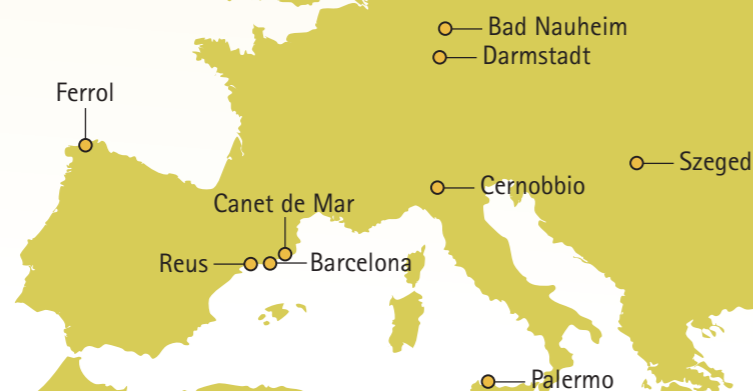 Bad Nauheim
Darmstadt
Ferrol
Szeged
Cernobbio
Canet de Mar
Reus
Barcelona
Palermo